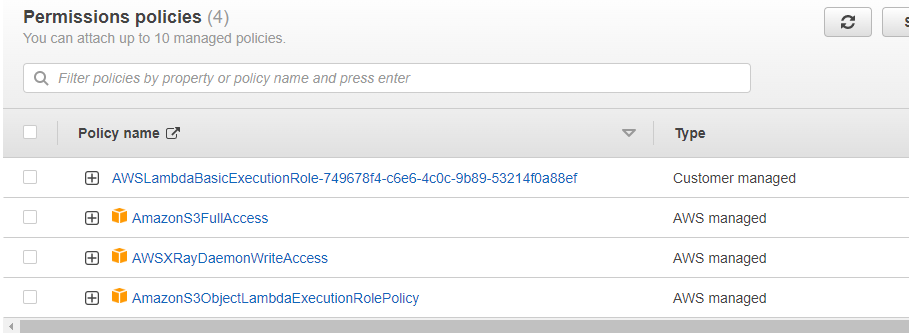 Permissions policies (4)
You can attach up to 10 managed policies.
Filter policies by property or policy name and press enter
Policy name Type
AWSLambdaBasicExecutionRole-749678f4-c6e6-4c0c-9b89-53214f0a88ef Customer managed
AmazonS3FullAccess AWS managed
AWSXRayDaemonWriteAccess AWS managed
AmazonS3ObjectLambdaExecutionRolePolicy AWS managed